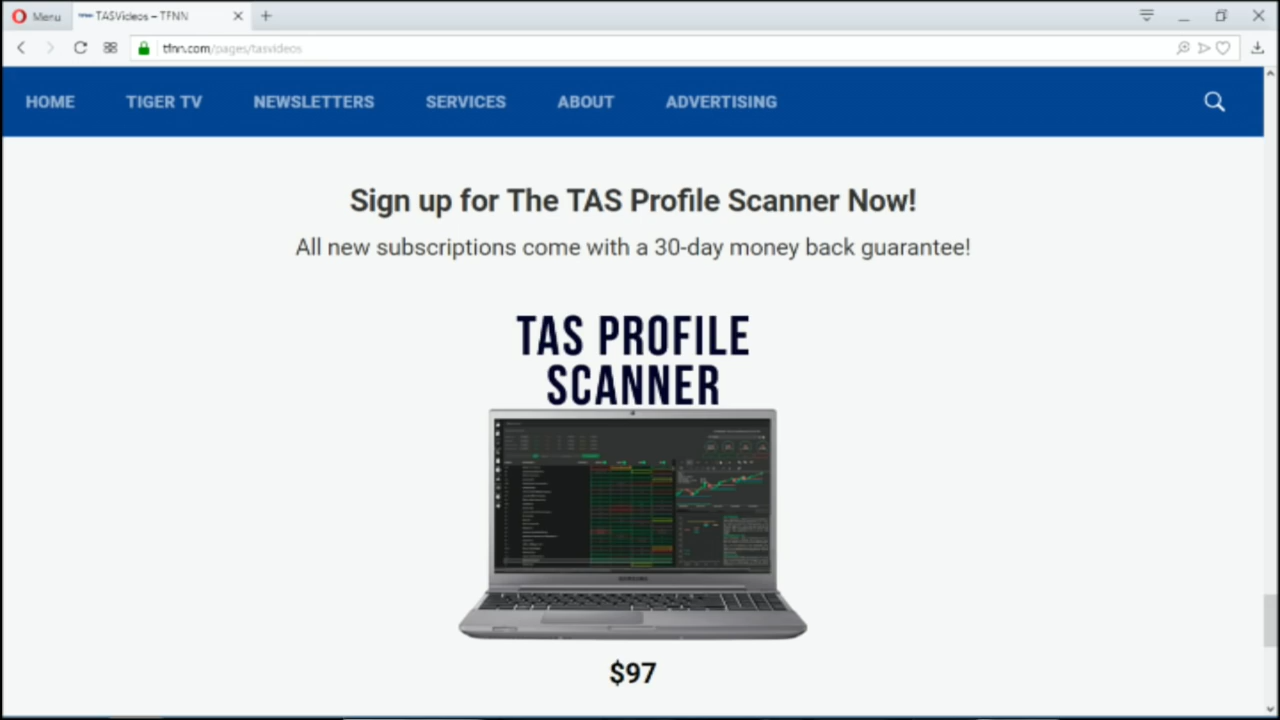 Menu
TASVideos – TFNN
tfnn.com/pages/tasvideos
HOME
TIGER TV
NEWSLETTERS
SERVICES
ABOUT
ADVERTISING
Sign up for The TAS Profile Scanner Now!
All new subscriptions come with a 30-day money back guarantee!
TAS PROFILE
SCANNER
SAMSUNG
$97